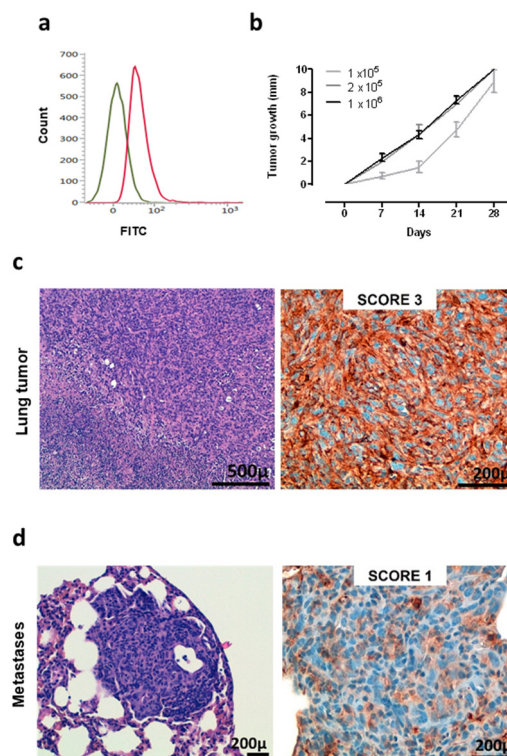 a
700
600
500
400
300
200
100
0
Count
0 10² 10³
FITC
b
10
8
6
4
2
0
Tumor growth (mm)
1 x10⁵
2 x10⁵
1 x10⁶
0 7 14 21 28
Days
c
Lung tumor
500µ
SCORE 3
200µ
d
Metastases
200µ
SCORE 1
200µ